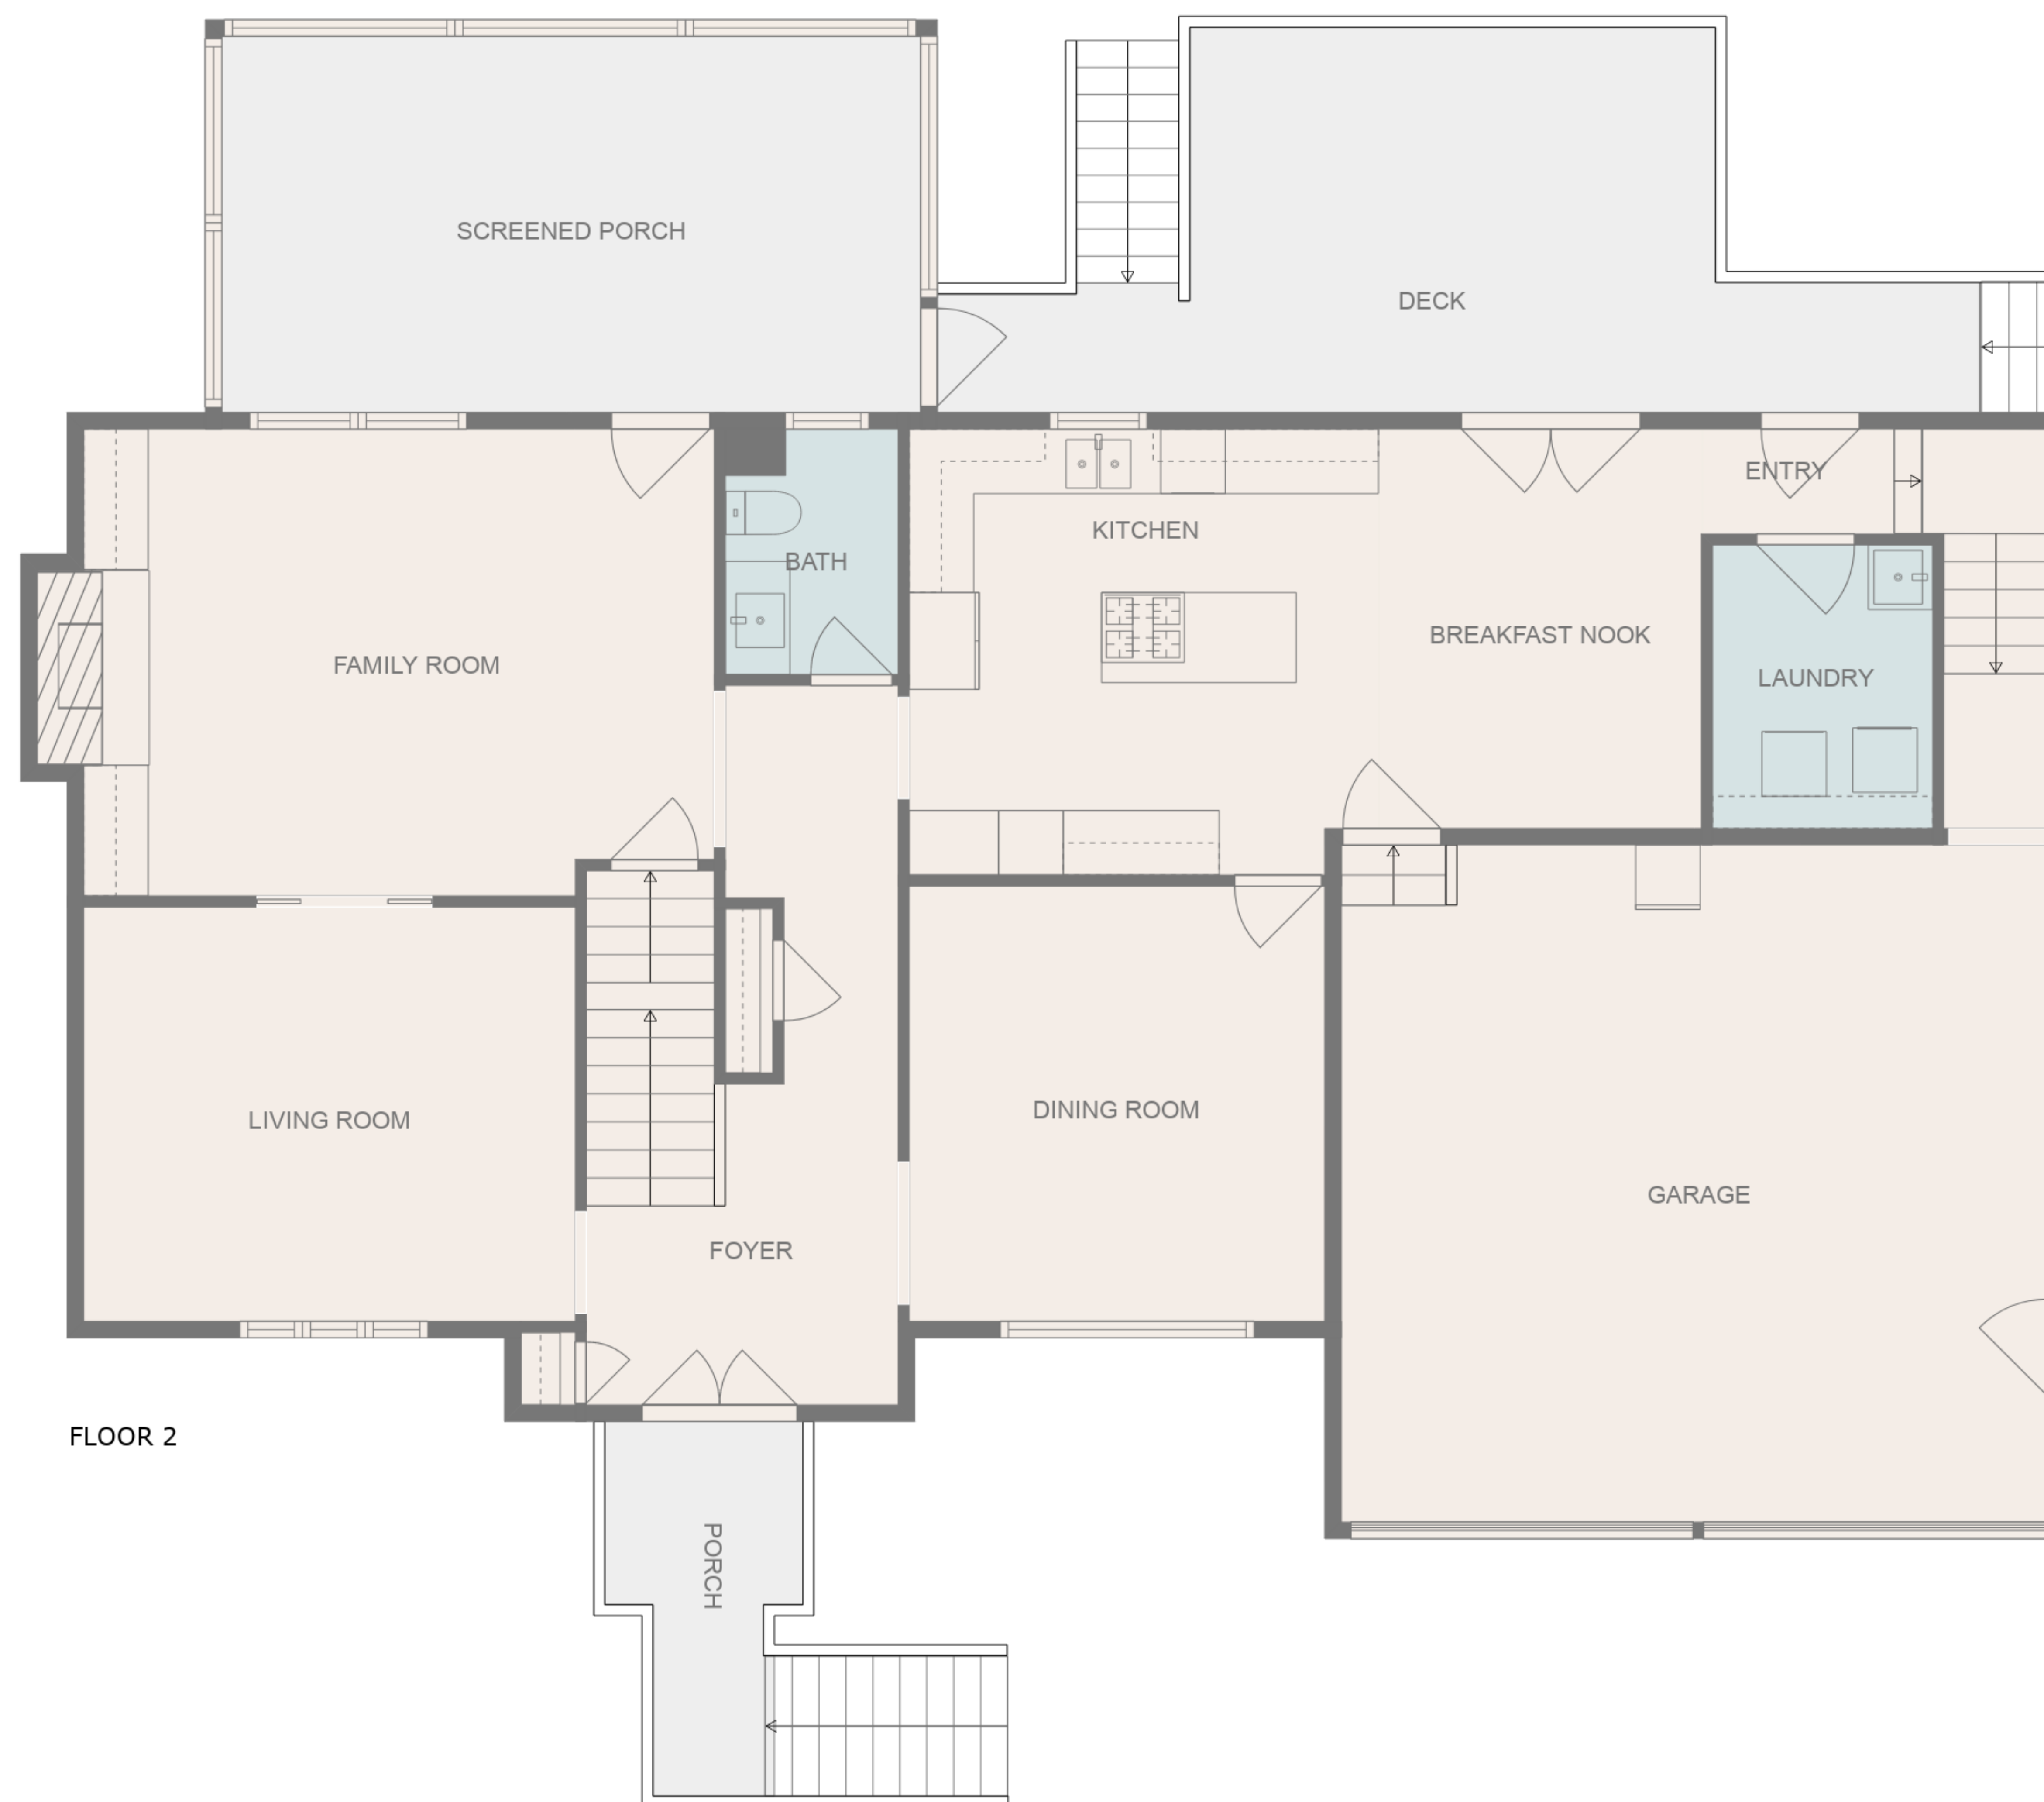 SCREENED PORCH
DECK
ENTRY
KITCHEN
BATH
BREAKFAST NOOK
FAMILY ROOM
LAUNDRY
DINING ROOM
LIVING ROOM
GARAGE
FOYER
FLOOR 2
PORCH